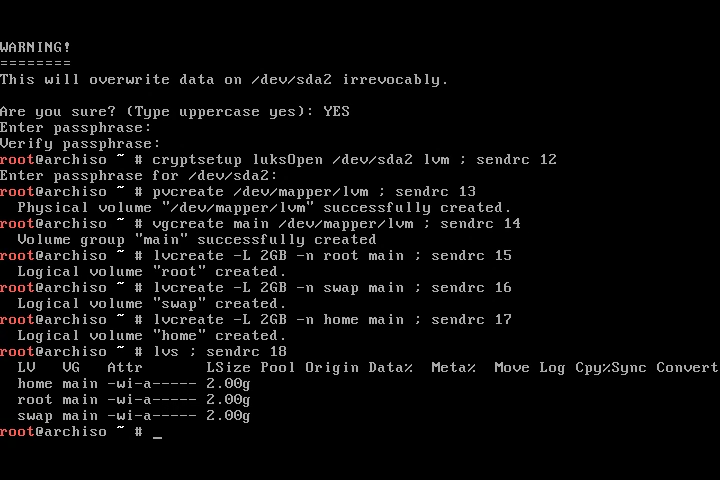 WARNING!
========
This will overwrite data on /dev/sda2 irrevocably.
Are you sure? (Type uppercase yes): YES
Enter passphrase:
Verify passphrase:
root@archiso ~ # cryptsetup luksOpen /dev/sda2 lvm ; sendrc 12
Enter passphrase for /dev/sda2:
root@archiso ~ # pvcreate /dev/mapper/lvm ; sendrc 13
  Physical volume "/dev/mapper/lvm" successfully created.
root@archiso ~ # vgcreate main /dev/mapper/lvm ; sendrc 14
  Volume group "main" successfully created
root@archiso ~ # lvcreate -L 2GB -n root main ; sendrc 15
  Logical volume "root" created.
root@archiso ~ # lvcreate -L 2GB -n swap main ; sendrc 16
  Logical volume "swap" created.
root@archiso ~ # lvcreate -L 2GB -n home main ; sendrc 17
  Logical volume "home" created.
root@archiso ~ # lvs ; sendrc 18
  LV   VG   Attr       LSize Pool Origin Data%  Meta%  Move Log Cpy%Sync Convert
  home main -wi-a----- 2.00g
  root main -wi-a----- 2.00g
  swap main -wi-a----- 2.00g
root@archiso ~ # _